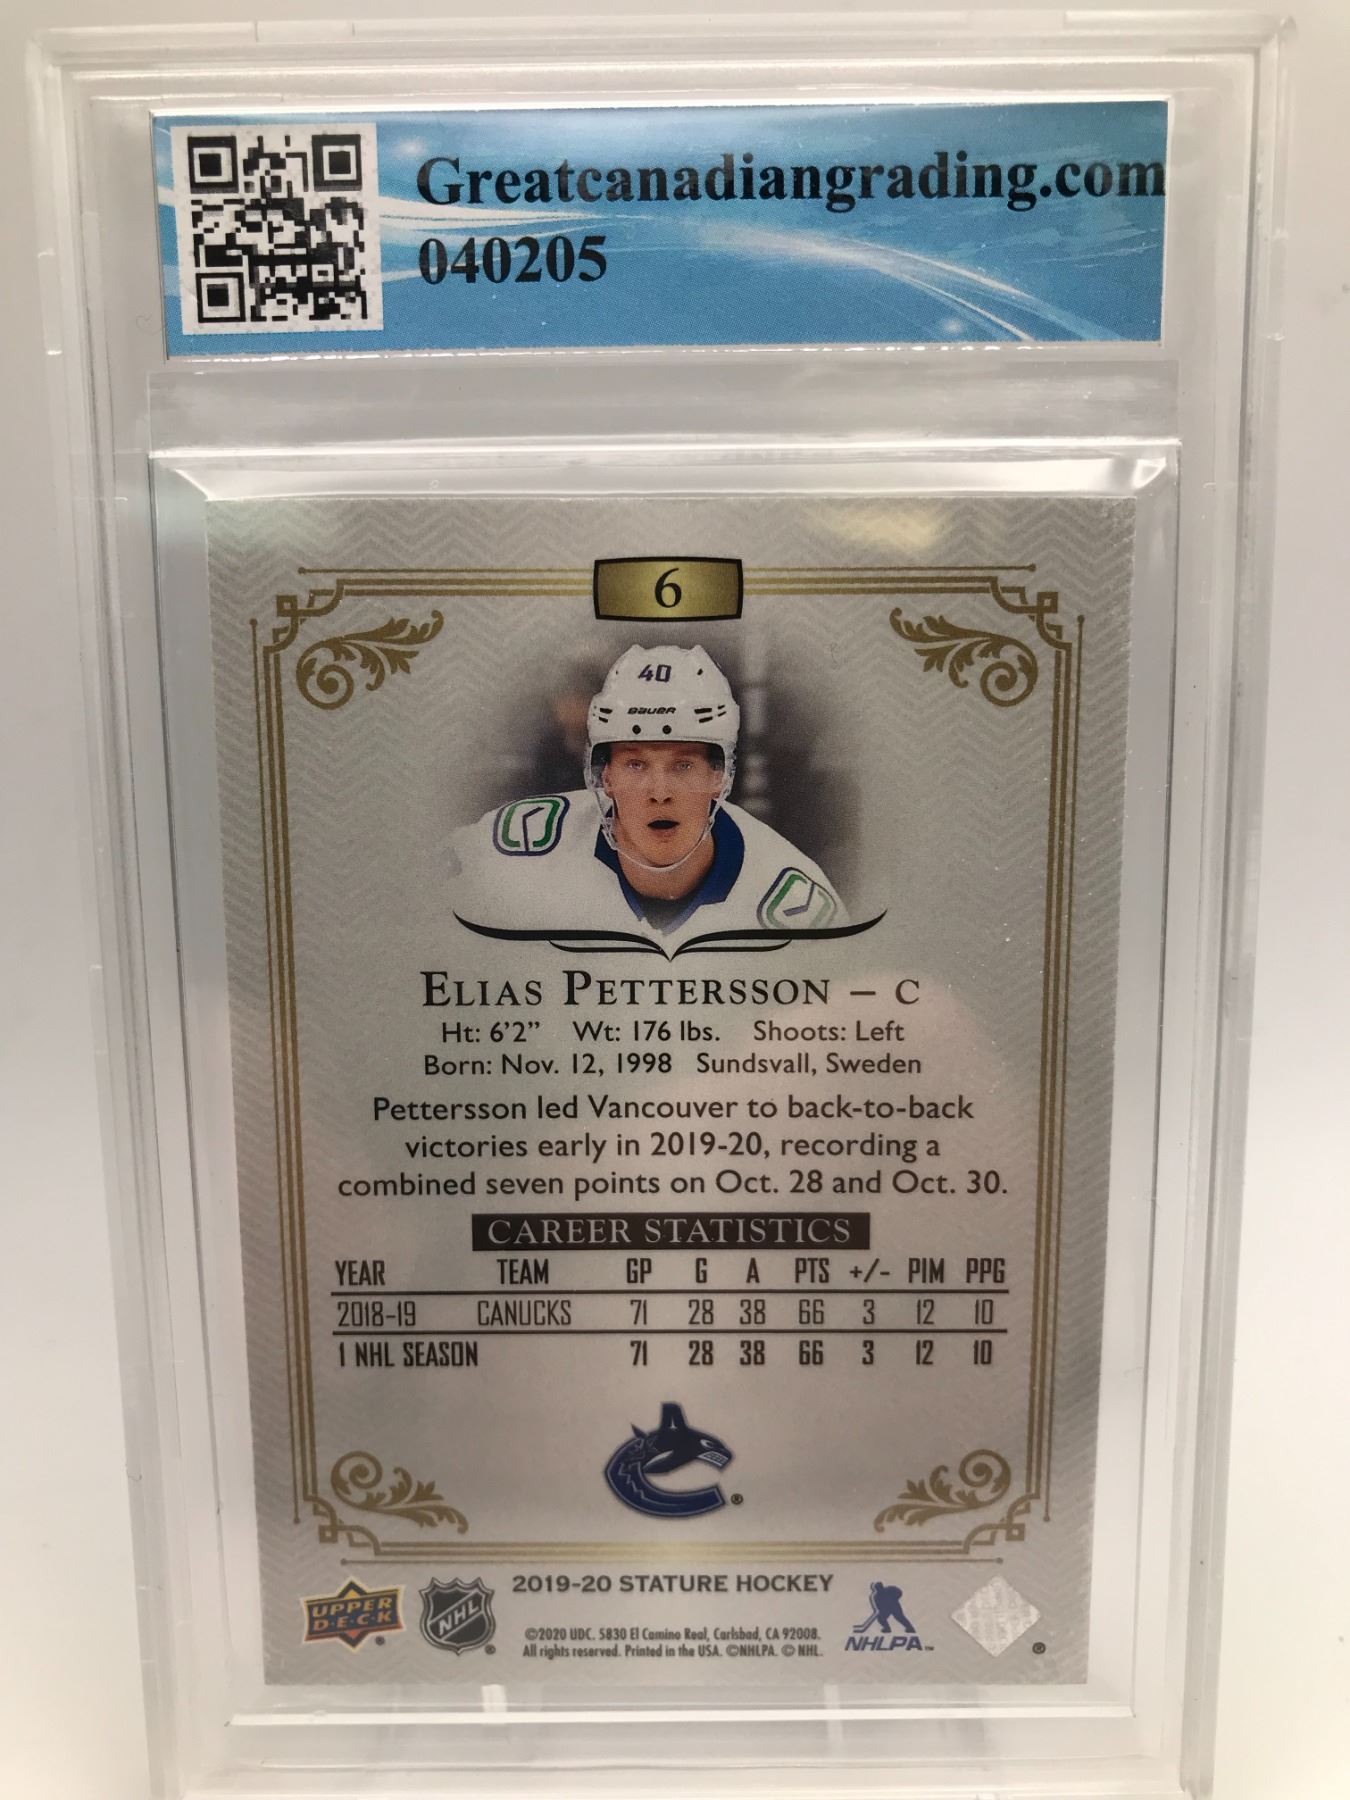 Greatcanadiangrading.com
040205
6
40
BAUER
ELIAS PETTERSSON – C
Ht: 6'2" Wt: 176 lbs. Shoots: Left
Born: Nov. 12, 1998 Sundsvall, Sweden
Pettersson led Vancouver to back-to-back
victories early in 2019-20, recording a
combined seven points on Oct. 28 and Oct. 30.
CAREER STATISTICS
YEAR TEAM GP G A PTS +/- PIM PPG
2018-19 CANUCKS 71 28 38 66 3 12 10
1 NHL SEASON 71 28 38 66 3 12 10
®
UPPER
D·E·C·K
®
NHL
®
2019-20 STATURE HOCKEY
©2020 UDC. 5830 El Camino Real, Carlsbad, CA 92008.
All rights reserved. Printed in the USA. ©NHLPA. © NHL.
NHLPA™
®